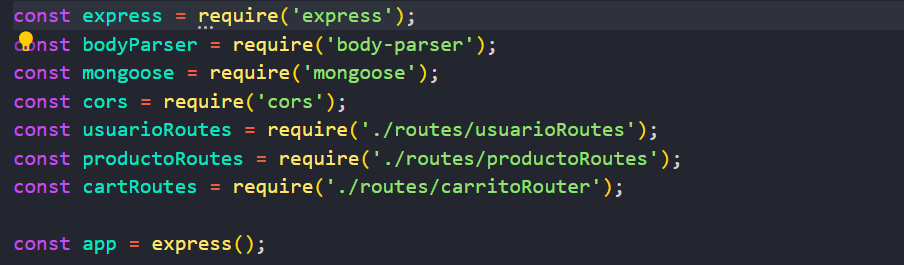 const express = require('express');
const bodyParser = require('body-parser');
const mongoose = require('mongoose');
const cors = require('cors');
const usuarioRoutes = require('./routes/usuarioRoutes');
const productoRoutes = require('./routes/productoRoutes');
const cartRoutes = require('./routes/carritoRouter');
const app = express();